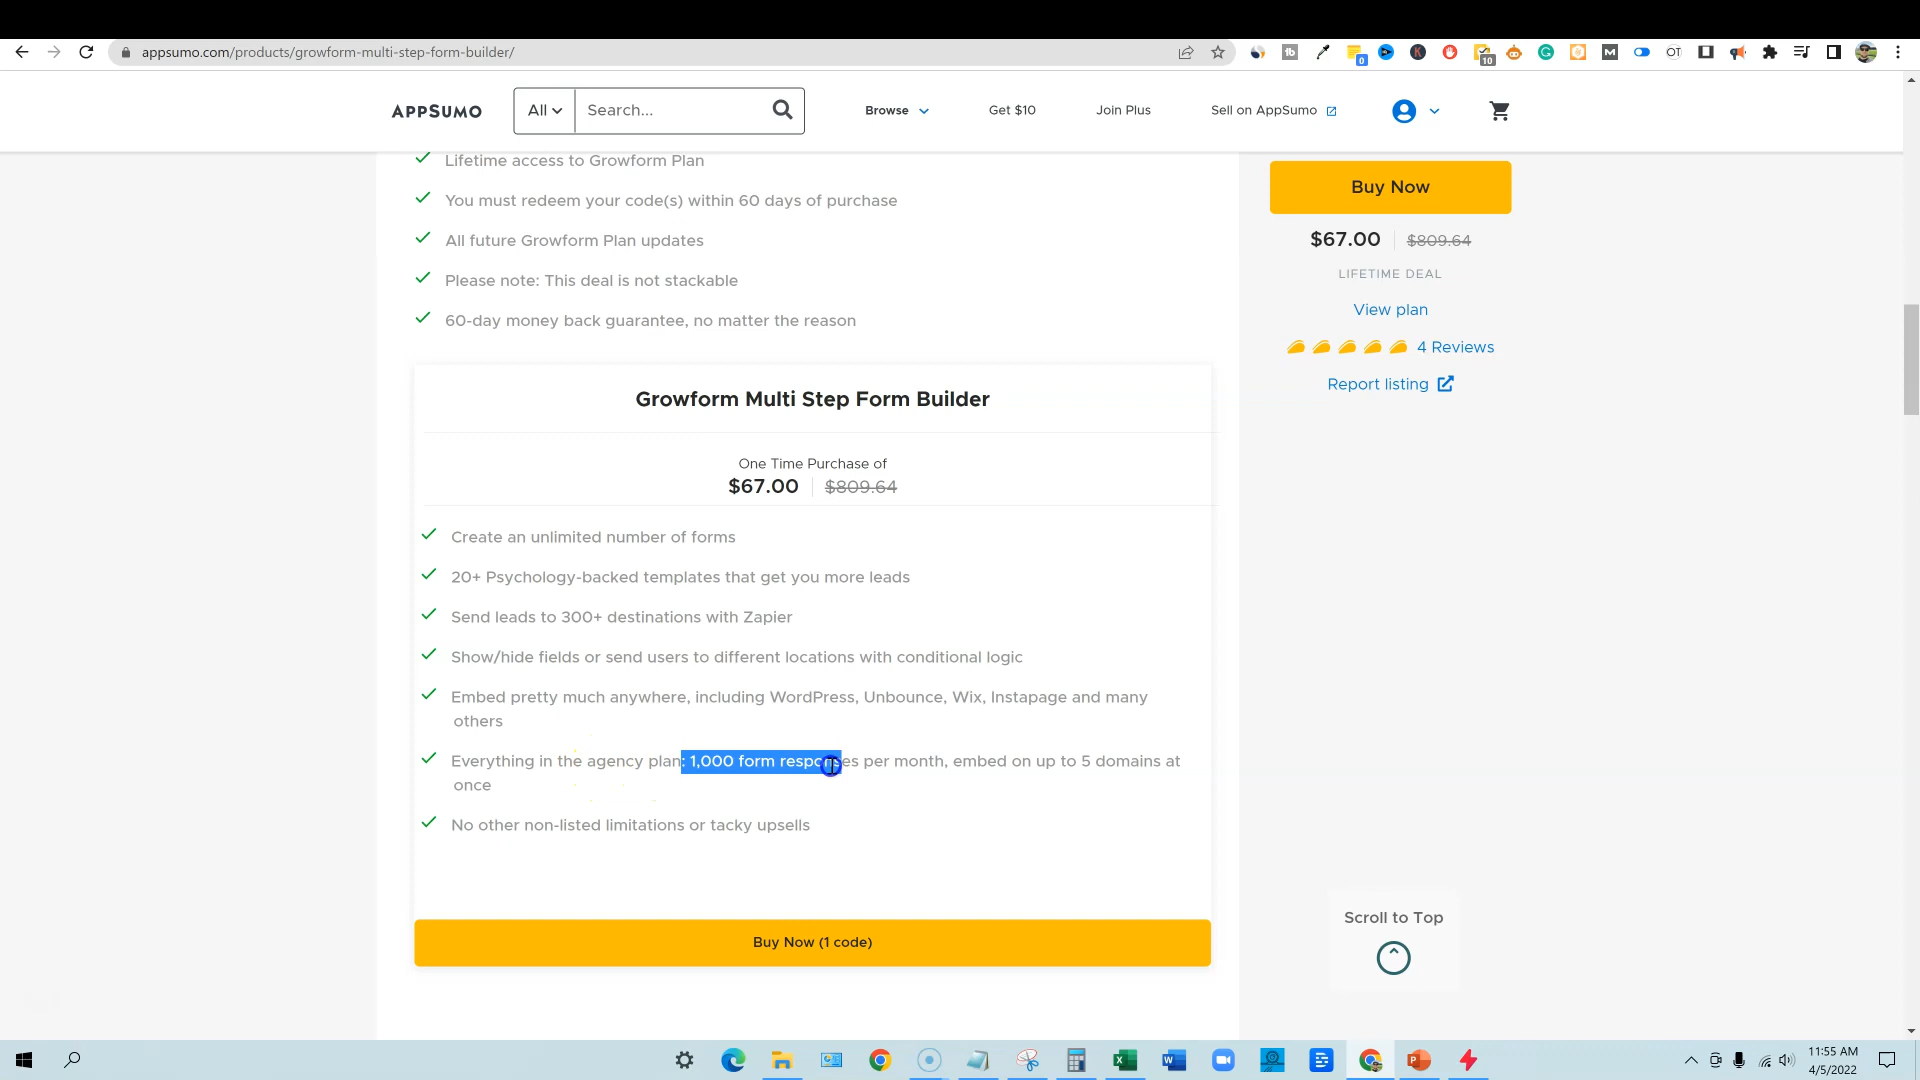 appsumo.com/products/growform-multi-step-form-builder/
0
10
APPSUMO
All
Search...
Browse
Get $10
Join Plus
Sell on AppSumo
Lifetime access to Growform Plan
You must redeem your code(s) within 60 days of purchase
All future Growform Plan updates
Please note: This deal is not stackable
60-day money back guarantee, no matter the reason
Buy Now
$67.00
$809.64
LIFETIME DEAL
View plan
4 Reviews
Report listing
Growform Multi Step Form Builder
One Time Purchase of
$67.00
$809.64
Create an unlimited number of forms
20+ Psychology-backed templates that get you more leads
Send leads to 300+ destinations with Zapier
Show/hide fields or send users to different locations with conditional logic
Embed pretty much anywhere, including WordPress, Unbounce, Wix, Instapage and many
others
Everything in the agency plan: 1,000 form responses per month, embed on up to 5 domains at
once
No other non-listed limitations or tacky upsells
Buy Now (1 code)
Scroll to Top
11:55 AM
4/5/2022